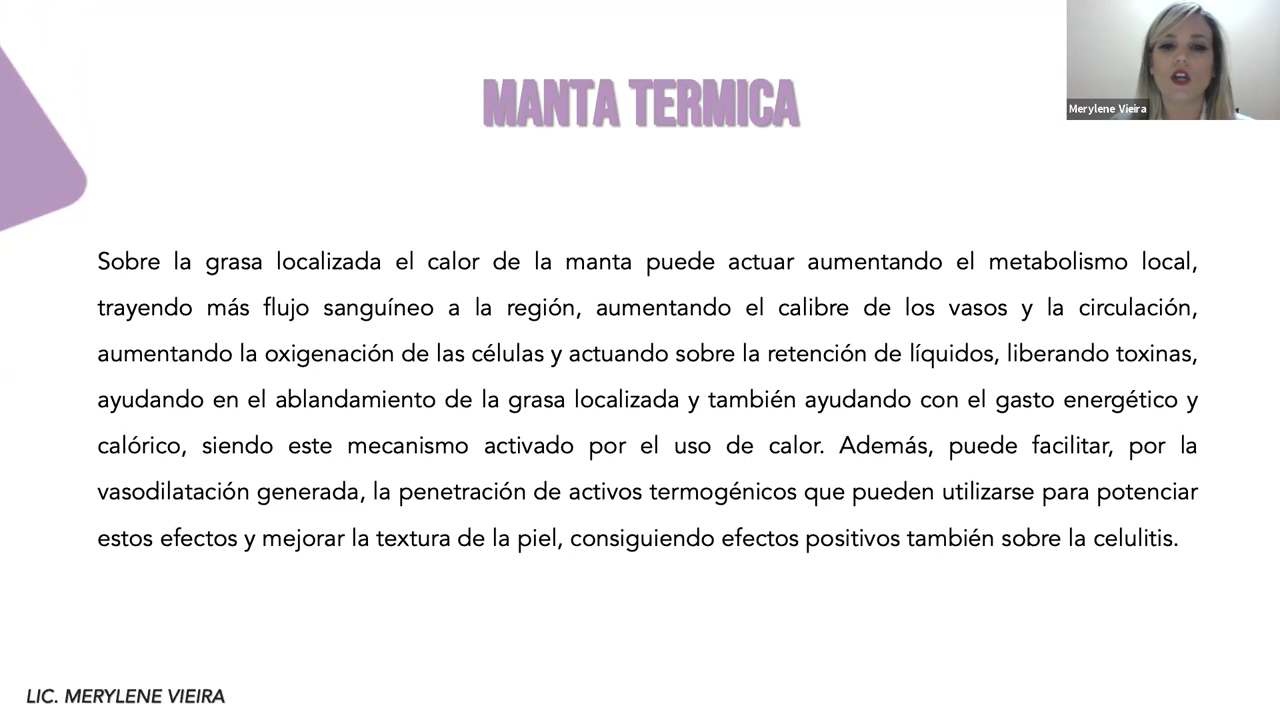 MANTA TERMICA
Merylene Vieira
Sobre la grasa localizada el calor de la manta puede actuar aumentando el metabolismo local,
trayendo más flujo sanguíneo a la región, aumentando el calibre de los vasos y la circulación,
aumentando la oxigenación de las células y actuando sobre la retención de líquidos, liberando toxinas,
ayudando en el ablandamiento de la grasa localizada y también ayudando con el gasto energético y
calórico, siendo este mecanismo activado por el uso de calor. Además, puede facilitar, por la
vasodilatación generada, la penetración de activos termogénicos que pueden utilizarse para potenciar
estos efectos y mejorar la textura de la piel, consiguiendo efectos positivos también sobre la celulitis.
LIC. MERYLENE VIEIRA